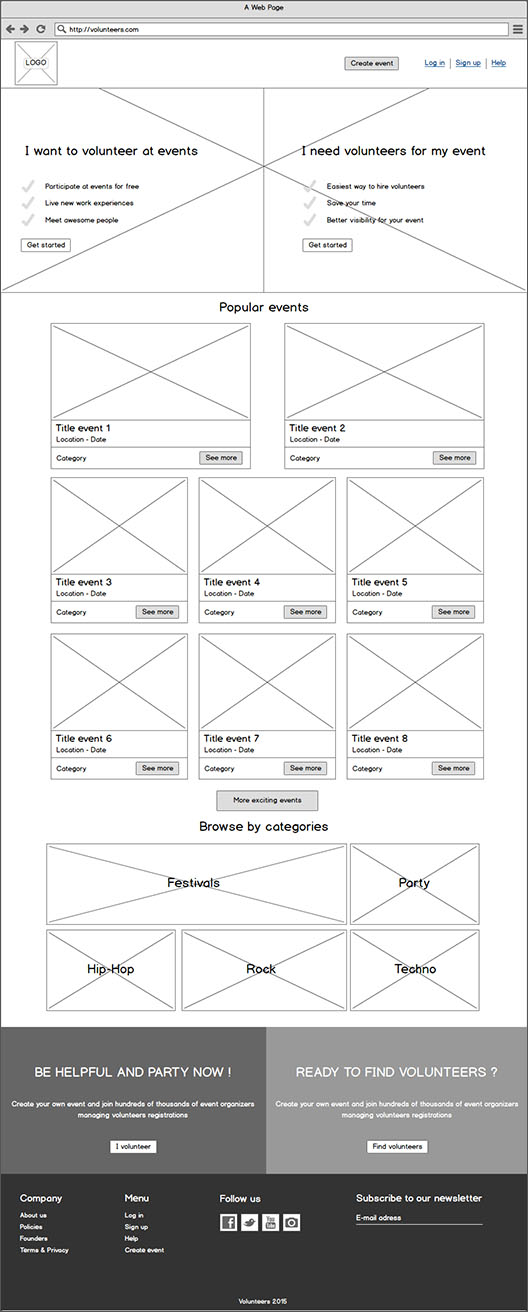 A Web Page
http://volunteers.com
LOGO
Create event
Log in
Sign up
Help
I want to volunteer at events
Participate at events for free
Live new work experiences
Meet awesome people
Get started
I need volunteers for my event
Easiest way to hire volunteers
Save your time
Better visibility for your event
Get started
Popular events
Title event 1
Location - Date
Category
See more
Title event 2
Location - Date
Category
See more
Title event 3
Location - Date
Category
See more
Title event 4
Location - Date
Category
See more
Title event 5
Location - Date
Category
See more
Title event 6
Location - Date
Category
See more
Title event 7
Location - Date
Category
See more
Title event 8
Location - Date
Category
See more
More exciting events
Browse by categories
Festivals
Party
Hip-Hop
Rock
Techno
BE HELPFUL AND PARTY NOW !
Create your own event and join hundreds of thousands of event organizers
managing volunteers registrations
I volunteer
READY TO FIND VOLUNTEERS ?
Create your own event and join hundreds of thousands of event organizers
managing volunteers registrations
Find volunteers
Company
About us
Policies
Founders
Terms & Privacy
Menu
Log in
Sign up
Help
Create event
Follow us
You Tube
Subscribe to our newsletter
E-mail adress
Volunteers 2015